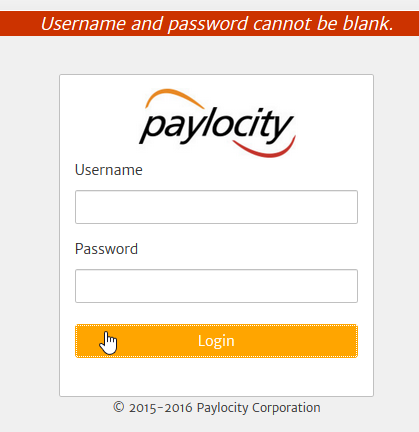 Username and password cannot be blank.
paylocity
Username
Password
Login
© 2015-2016 Paylocity Corporation